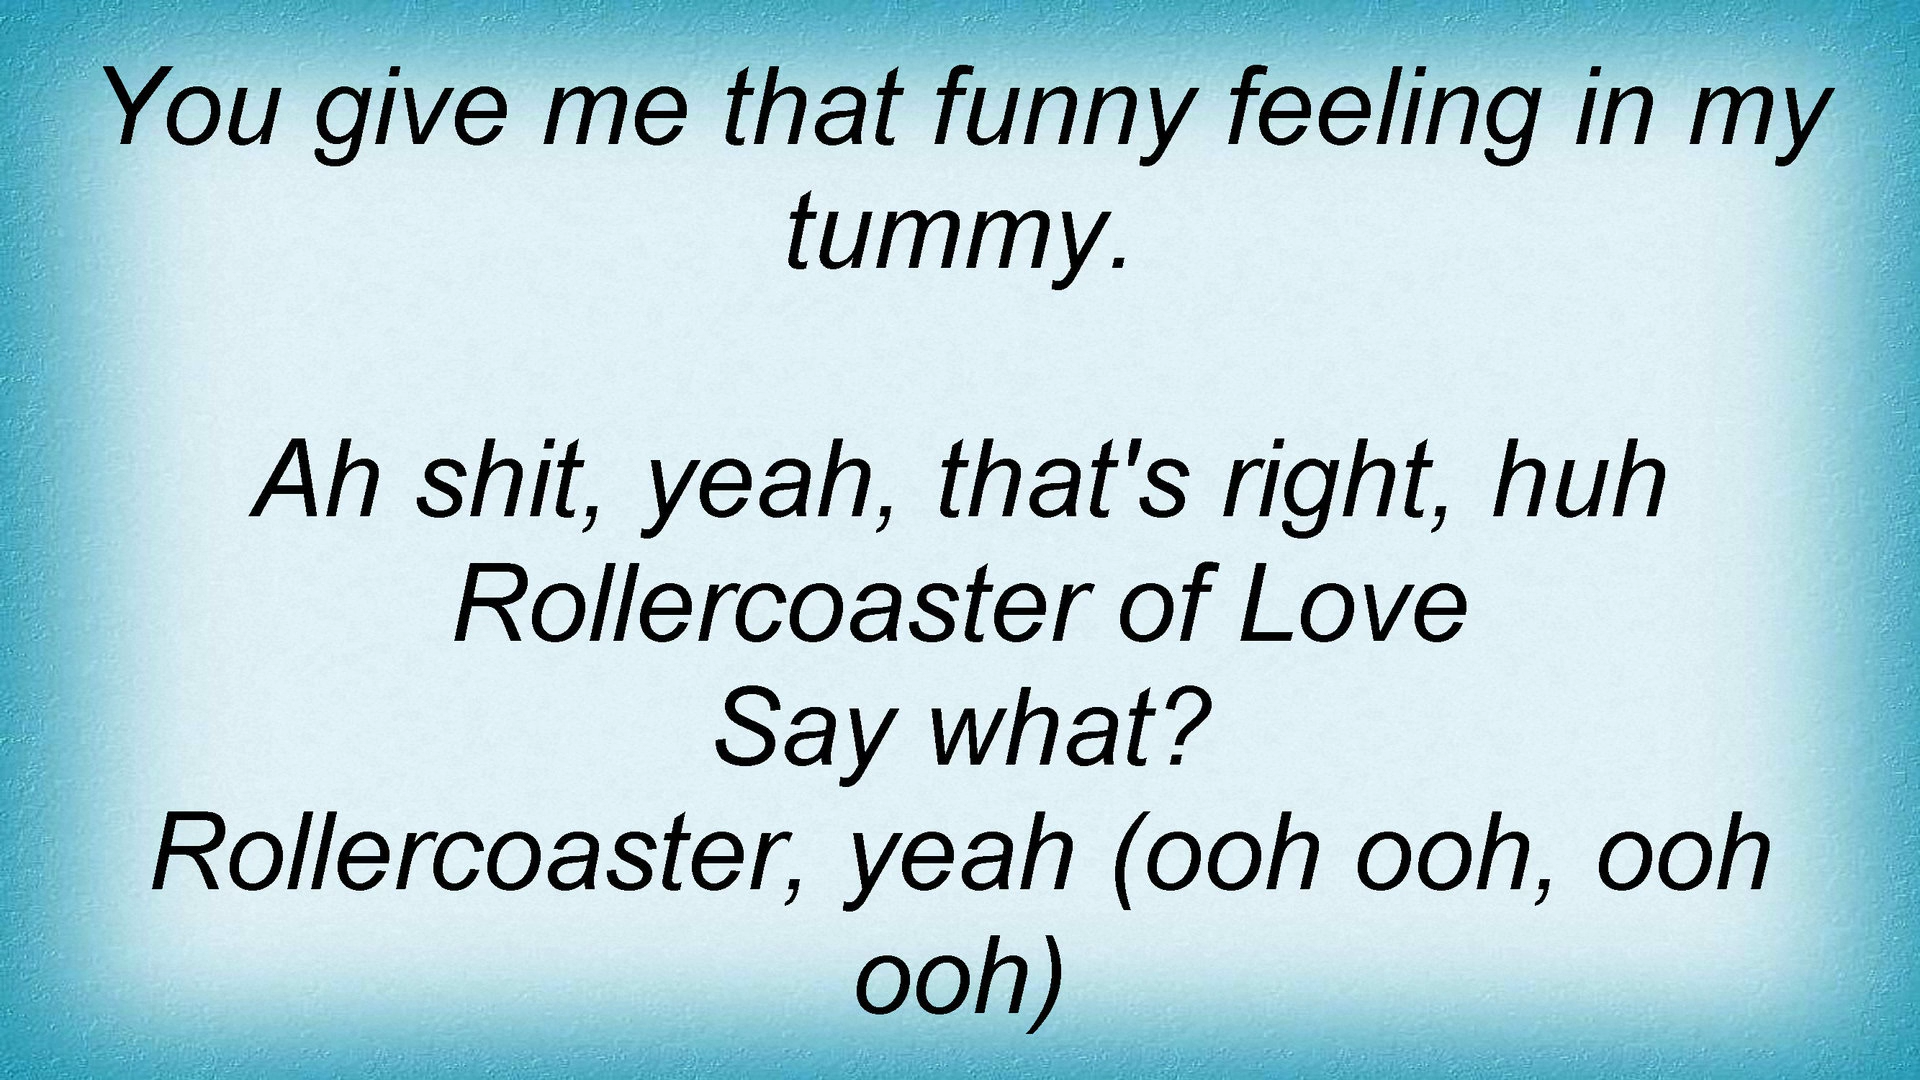 You give me that funny feeling in my
tummy.
Ah shit, yeah, that's right, huh
Rollercoaster of Love
Say what?
Rollercoaster, yeah (ooh ooh, ooh
ooh)